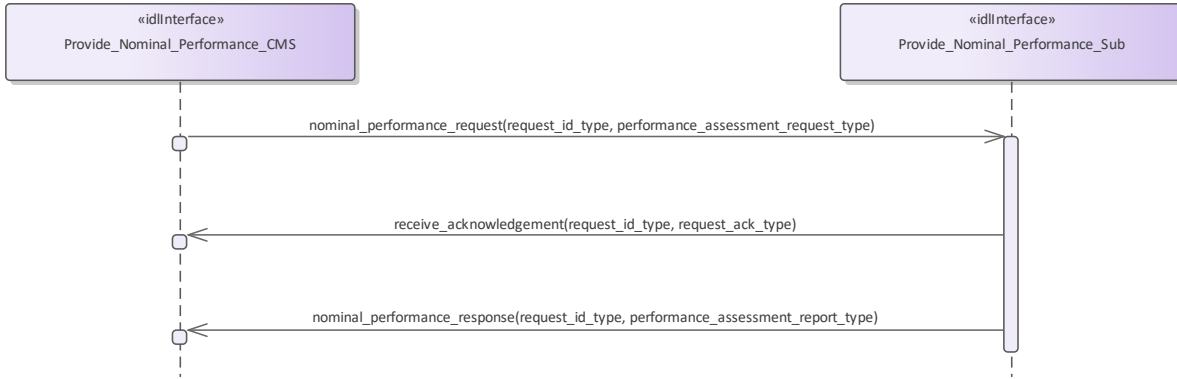 «idlInterface»
Provide_Nominal_Performance_CMS
«idlInterface»
Provide_Nominal_Performance_Sub
nominal_performance_request(request_id_type, performance_assessment_request_type)
receive_acknowledgement(request_id_type, request_ack_type)
nominal_performance_response(request_id_type, performance_assessment_report_type)